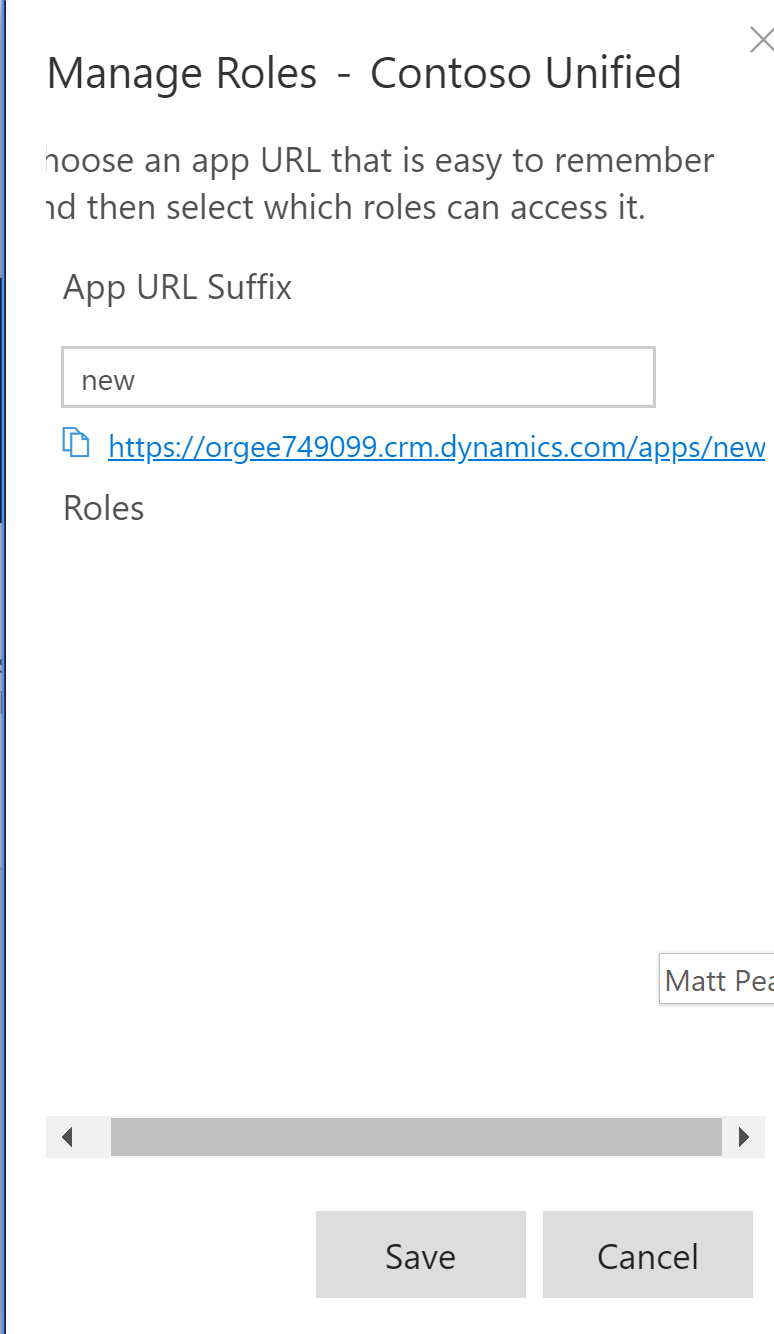 Manage Roles - Contoso Unified
hoose an app URL that is easy to remember
nd then select which roles can access it.
App URL Suffix
new
https://orgee749099.crm.dynamics.com/apps/new
Roles
Matt Pea
Save
Cancel